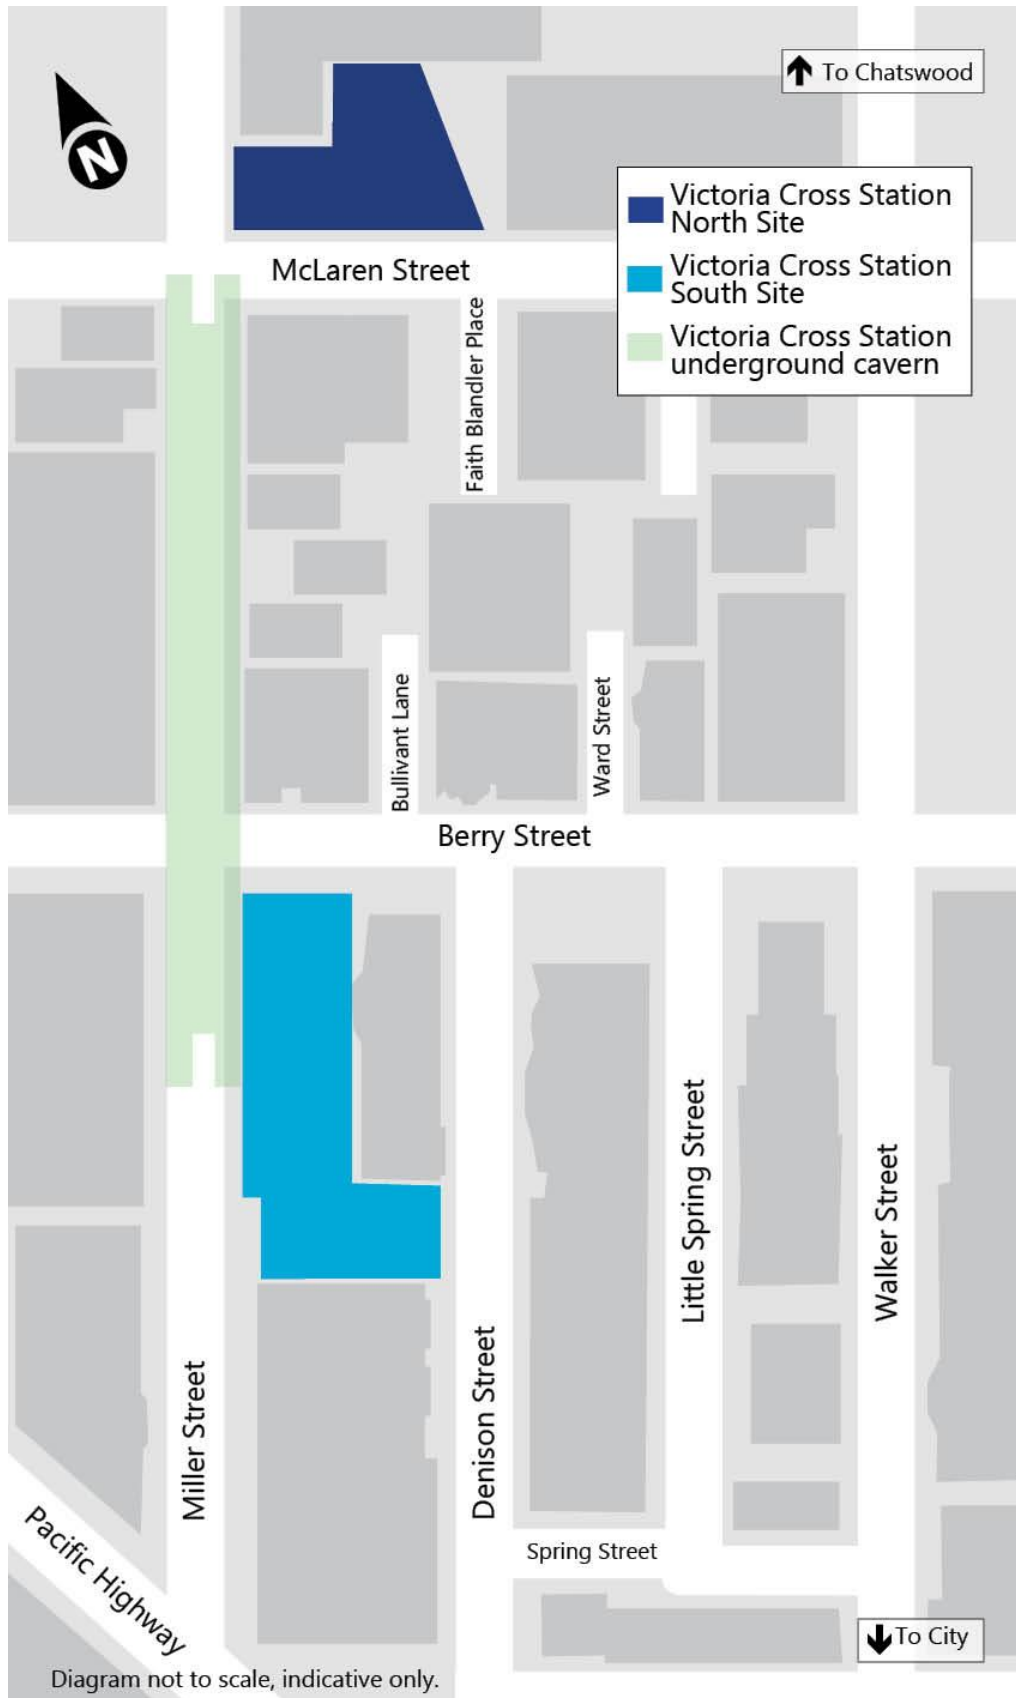 N
To Chatswood
Victoria Cross Station
North Site
Victoria Cross Station
South Site
Victoria Cross Station
underground cavern
McLaren Street
Faith Blandler Place
Bullivant Lane
Ward Street
Berry Street
Little Spring Street
Walker Street
Denison Street
Miller Street
Spring Street
Pacific Highway
To City
Diagram not to scale, indicative only.